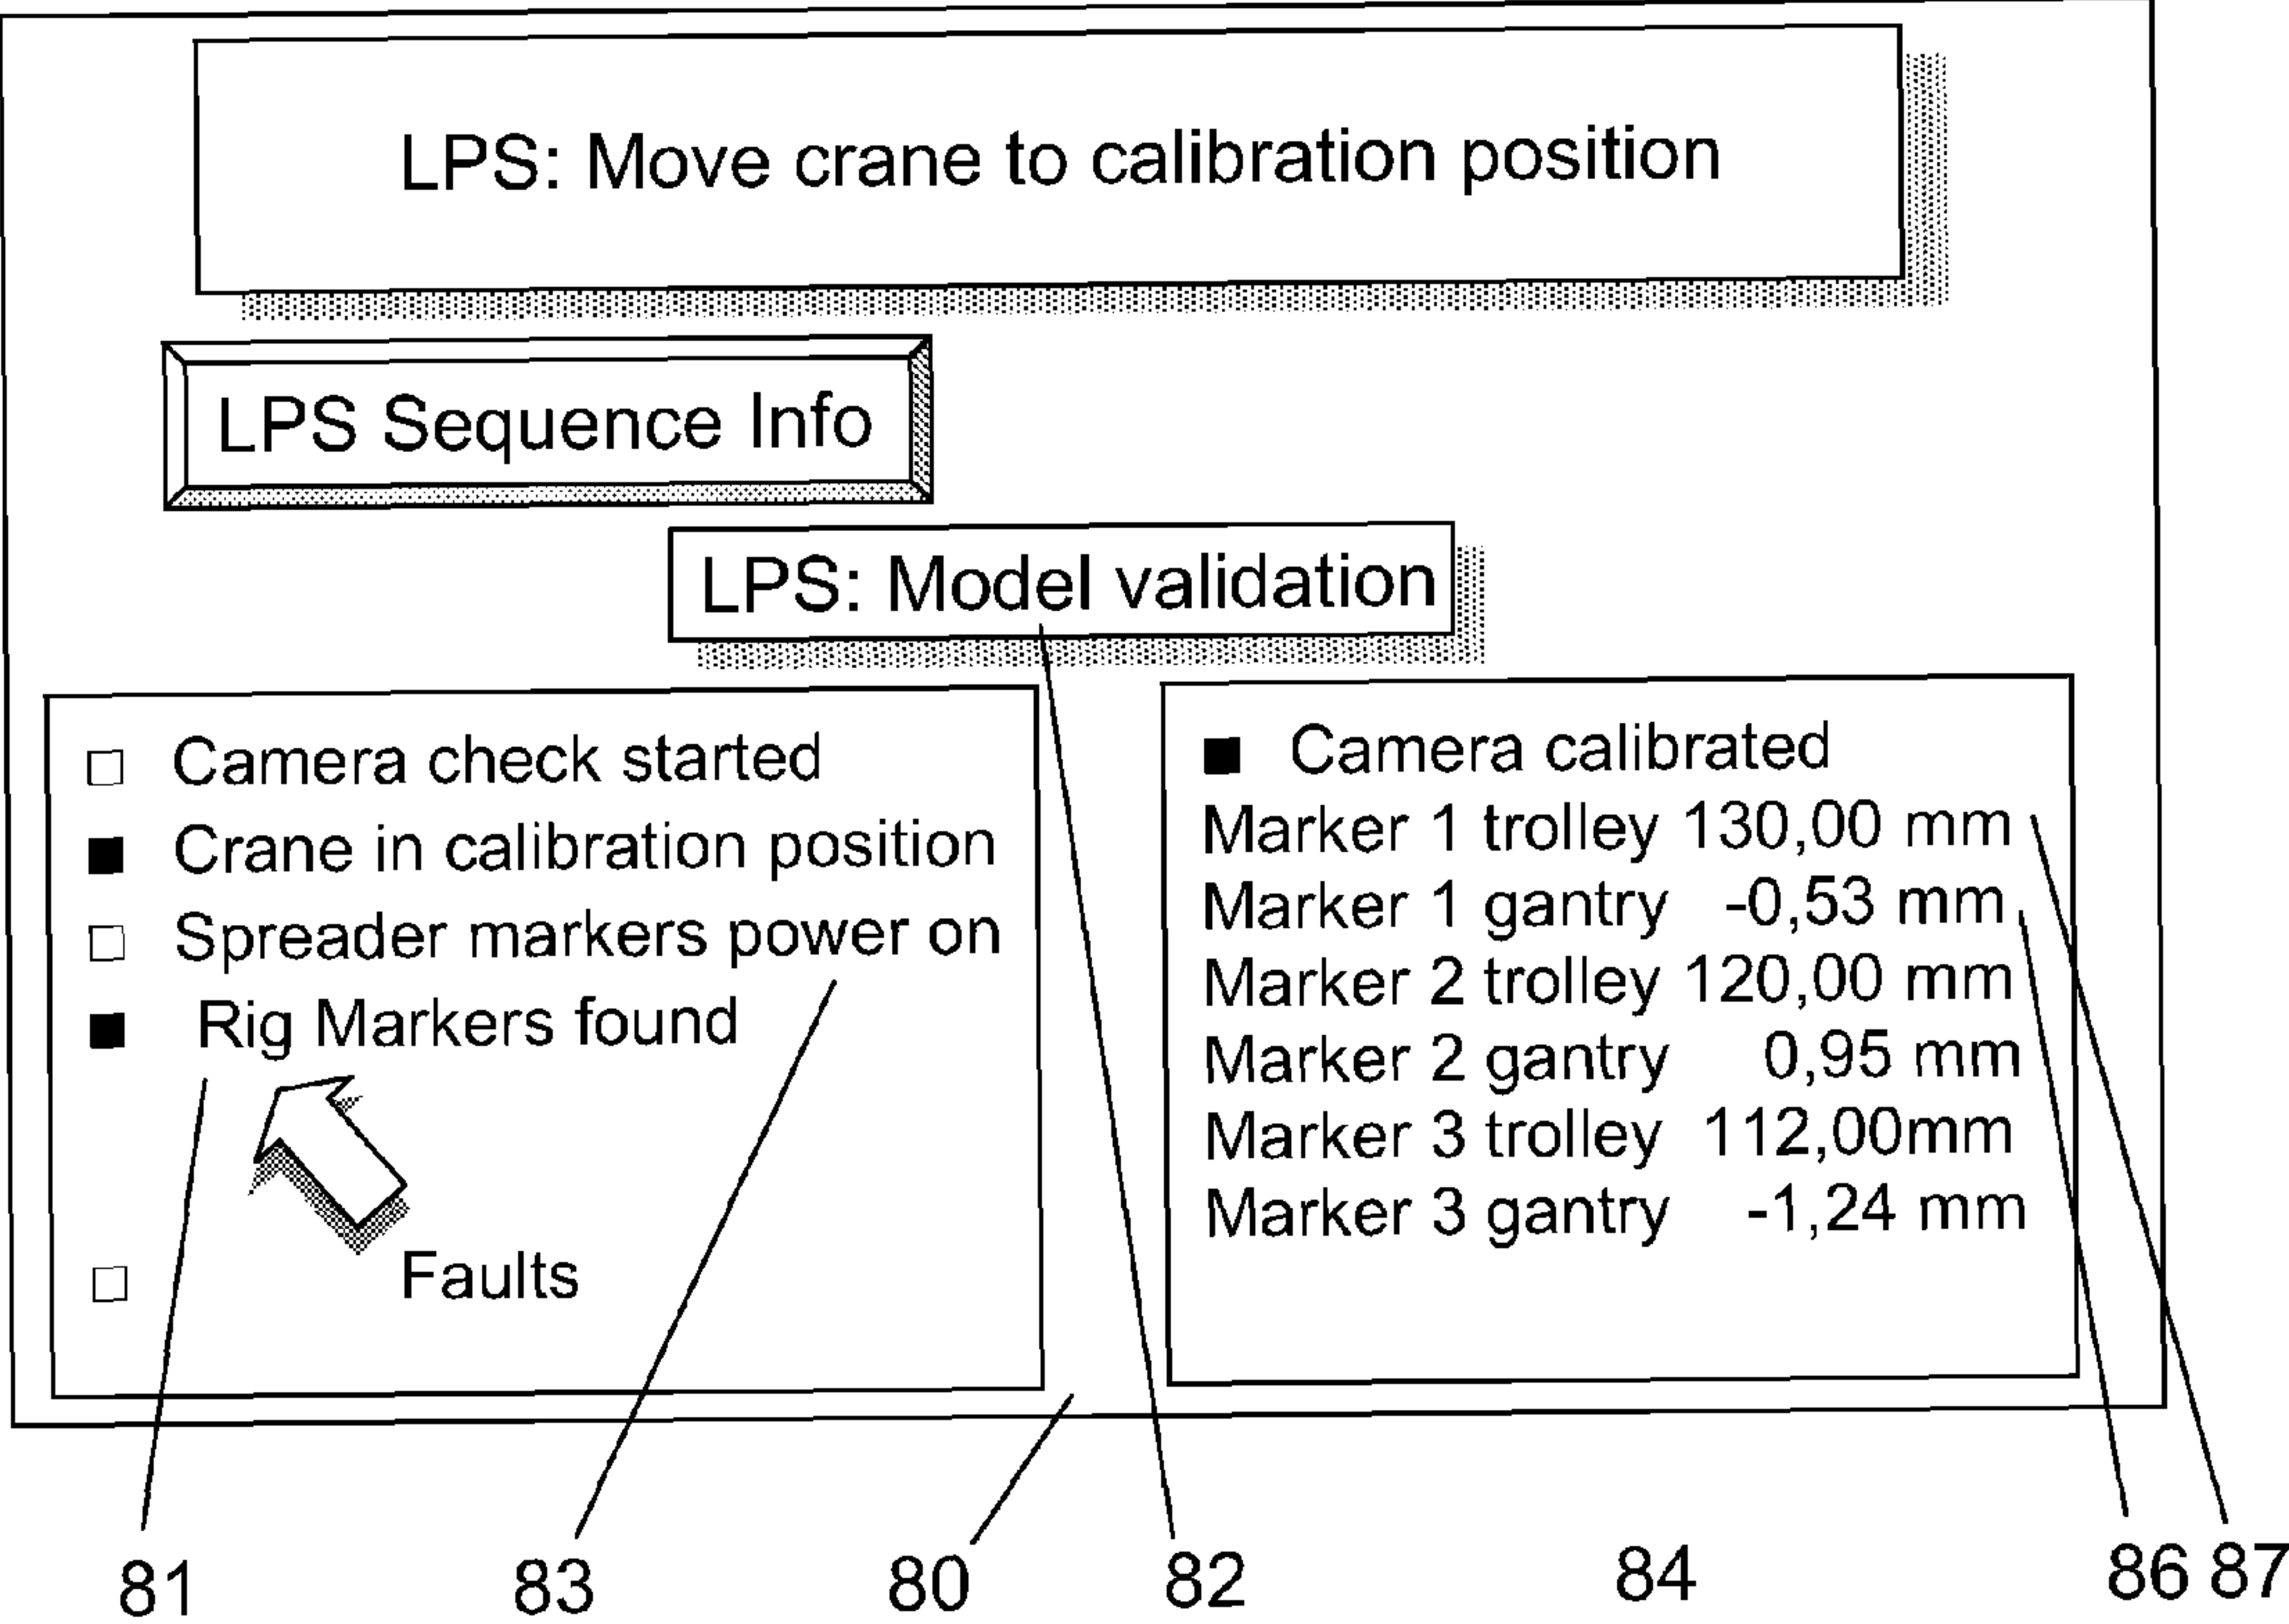 LPS: Move crane to calibration position
LPS Sequence Info
LPS: Model validation
Camera check started
Crane in calibration position
Spreader markers power on
Rig Markers found
Faults
Camera calibrated
Marker 1 trolley 130,00 mm
Marker 1 gantry -0,53 mm
Marker 2 trolley 120,00 mm
Marker 2 gantry 0,95 mm
Marker 3 trolley 112,00mm
Marker 3 gantry -1,24 mm
81 83 80 82 84 86 87